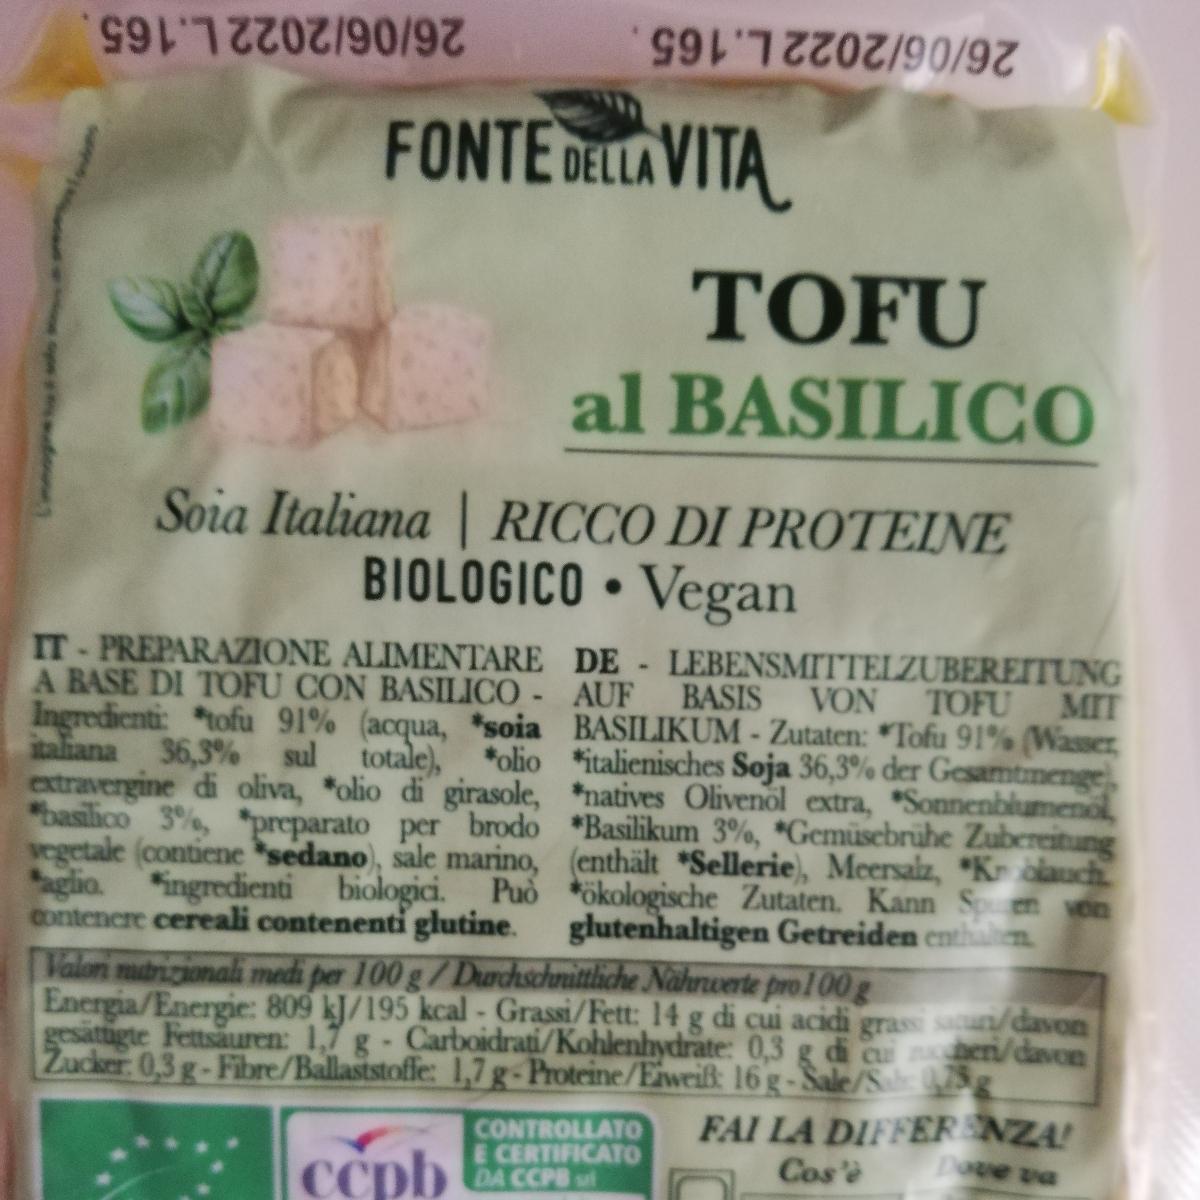 26/06/2022 L.165
26/06/2022 L.165
FONTE DELLA VITA
TOFU
al BASILICO
Soia Italiana | RICCO DI PROTEINE
BIOLOGICO • Vegan
IT - PREPARAZIONE ALIMENTARE
A BASE DI TOFU CON BASILICO -
Ingredienti: *tofu 91% (acqua, *soia
italiana 36,3% sul totale), *olio
extravergine di oliva, *olio di girasole,
*basilico 3%, *preparato per brodo
vegetale (contiene *sedano), sale marino,
*aglio. *ingredienti biologici. Può
contenere cereali contenenti glutine.
DE - LEBENSMITTELZUBEREITUNG
AUF BASIS VON TOFU MIT
BASILIKUM - Zutaten: *Tofu 91% (Wasser,
*italienisches Soja 36,3% der Gesamtmenge),
*natives Olivenöl extra, *Sonnenblumenöl,
*Basilikum 3%, *Gemüsebrühe Zubereitung
(enthält *Sellerie), Meersalz, *Knoblauch.
*ökologische Zutaten. Kann Spuren von
glutenhaltigen Getreiden enthalten.
Valori nutrizionali medi per 100 g / Durchschnittliche Nährwerte pro 100 g
Energia/Energie: 809 kJ/195 kcal - Grassi/Fett: 14 g di cui acidi grassi saturi/davon
gesättigte Fettsäuren: 1,7 g - Carboidrati/Kohlenhydrate: 0,3 g di cui zuccheri/davon
Zucker: 0,3 g - Fibre/Ballaststoffe: 1,7 g - Proteine/Eiweiß: 16 g - Sale/Salz: 0,75 g
ccpb
CONTROLLATO
E CERTIFICATO
DA CCPB srl
FAI LA DIFFERENZA!
Cos'è Dove va